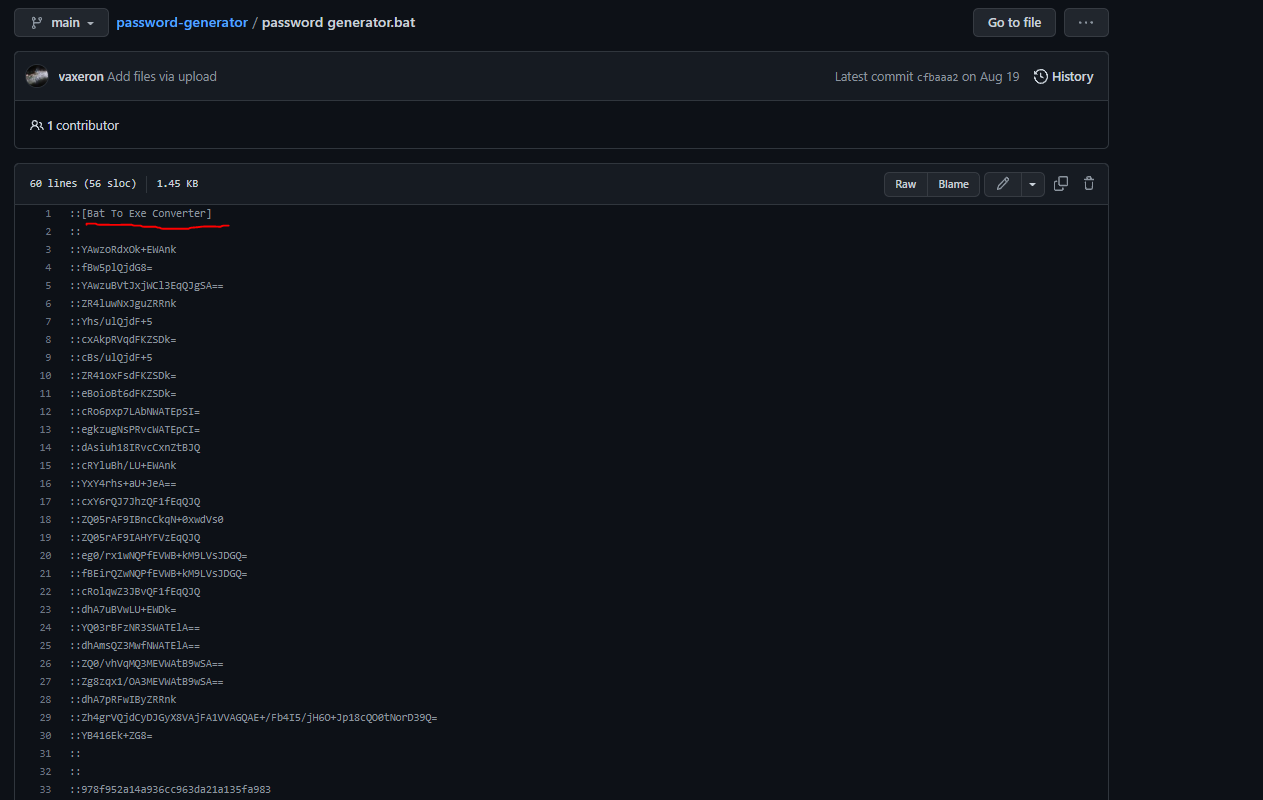 main password-generator / password generator.bat Go to file ...
vaxeron Add files via upload Latest commit cfbaaa2 on Aug 19 History
1 contributor
60 lines (56 sloc) 1.45 KB Raw Blame
1 ::[Bat To Exe Converter]
2 ::
3 ::YAwzoRdxOk+EWAnk
4 ::fBw5plQjdG8=
5 ::YAwzuBVtJxjWCl3EqQJgSA==
6 ::ZR4luwNxJguZRRnk
7 ::Yhs/ulQjdF+5
8 ::cxAkpRVqdFKZSDk=
9 ::cBs/ulQjdF+5
10 ::ZR41oxFsdFKZSDk=
11 ::eBoioBt6dFKZSDk=
12 ::cRo6pxp7LAbNWATEpSI=
13 ::egkzugNsPRvcWATEpCI=
14 ::dAsiuh18IRvcCxnZtBJQ
15 ::cRYluBh/LU+EWAnk
16 ::YxY4rhs+aU+JeA==
17 ::cxY6rQJ7JhzQF1fEqQJQ
18 ::ZQ05rAF9IBncCkqN+0xwdVs0
19 ::ZQ05rAF9IAHYFVzEqQJQ
20 ::eg0/rx1wNQPfEVWB+kM9LVsJDGQ=
21 ::fBEirQZwNQPfEVWB+kM9LVsJDGQ=
22 ::cRolqwZ3JBvQF1fEqQJQ
23 ::dhA7uBVwLU+EWDk=
24 ::YQ03rBFzNR3SWATElA==
25 ::dhAmsQZ3MwfNWATElA==
26 ::ZQ0/vhVqMQ3MEVWAtB9wSA==
27 ::Zg8zqx1/OA3MEVWAtB9wSA==
28 ::dhA7pRFwIByZRRnk
29 ::Zh4grVQjdCyDJGyX8VAjFA1VVAGQAE+/Fb4I5/jH6O+Jp18cQO0tNorD39Q=
30 ::YB416Ek+ZG8=
31 ::
32 ::
33 ::978f952a14a936cc963da21a135fa983